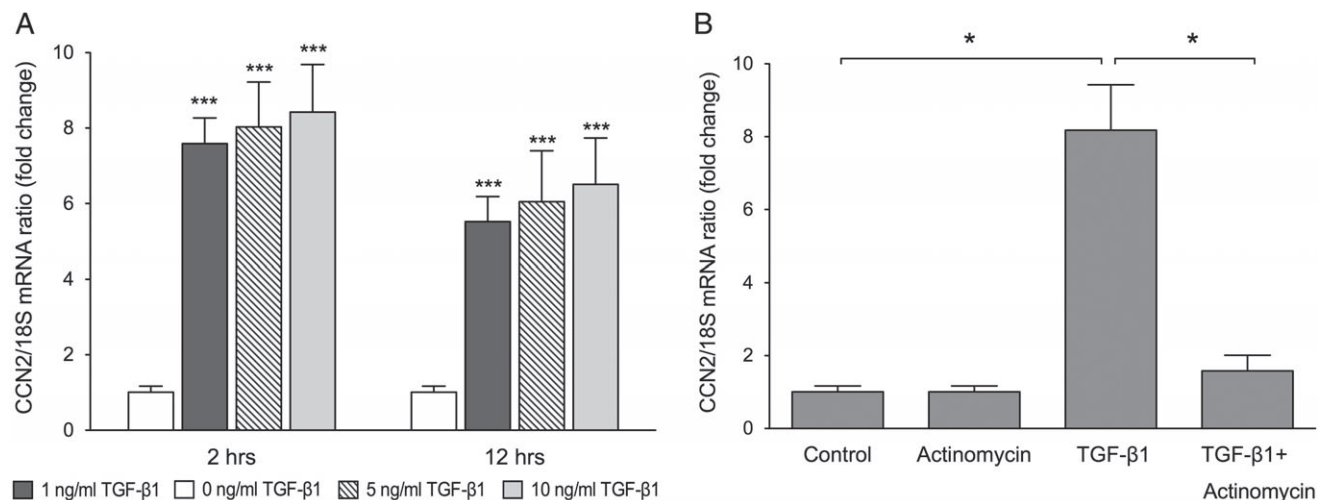 A
CCN2/18S mRNA ratio (fold change)
10
8
6
4
2
0
***
***
***
***
***
***
2 hrs
12 hrs
1 ng/ml TGF-β1
0 ng/ml TGF-β1
5 ng/ml TGF-β1
10 ng/ml TGF-β1
B
CCN2/18S mRNA ratio (fold change)
10
8
6
4
2
0
*
*
Control
Actinomycin
TGF-β1
TGF-β1+
Actinomycin